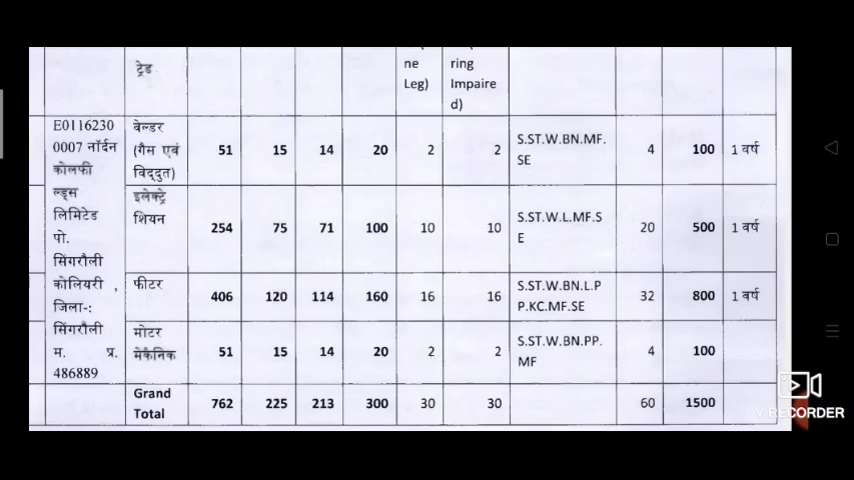 ne
Leg)
ring
Impaire
d)
ट्रेड
E0116230
0007 नॉर्दन
कोलफी
ल्ड्स
लिमिटेड
पो.
सिंगरौली
कोलियरी ,
जिला-:
सिंगरौली
म. प्र.
486889
वेल्डर
(गैस एवं
विद्दुत)
51 15 14 20 2 2
S.ST.W.BN.MF.
SE
4 100 1 वर्ष
इलेक्ट्रे
शियन
254 75 71 100 10 10
S.ST.W.L.MF.S
E
20 500 1 वर्ष
फीटर
406 120 114 160 16 16
S.ST.W.BN.L.P
P.KC.MF.SE
32 800 1 वर्ष
मोटर
मेकैनिक
51 15 14 20 2 2
S.ST.W.BN.PP.
MF
4 100
Grand
Total
762 225 213 300 30 30 60 1500
V RECORDER